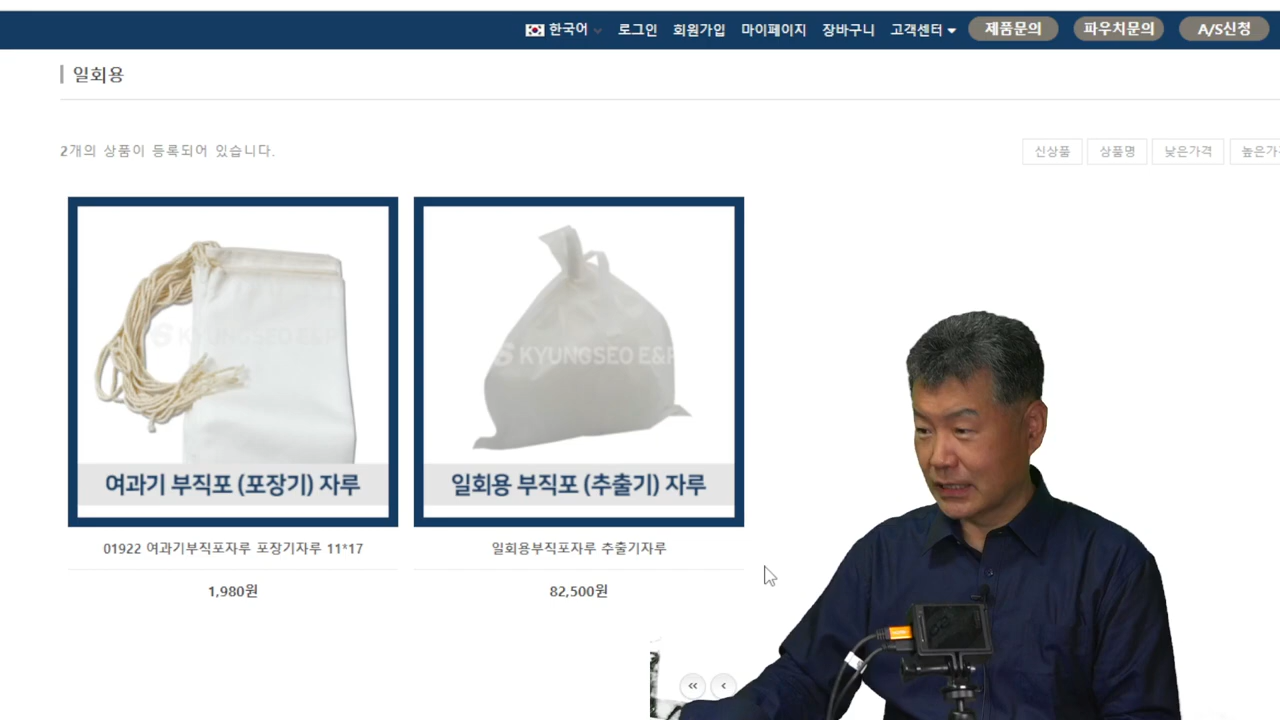 한국어 로그인 회원가입 마이페이지 장바구니 고객센터 제품문의 파우치문의 A/S신청
일회용
2개의 상품이 등록되어 있습니다.
신상품 상품명 낮은가격 높은가
KYUNGSEO E&P
여과기 부직포 (포장기) 자루
01922 여과기부직포자루 포장기자루 11*17
1,980원
KYUNGSEO E&P
일회용 부직포 (추출기) 자루
일회용부직포자루 추출기자루
82,500원